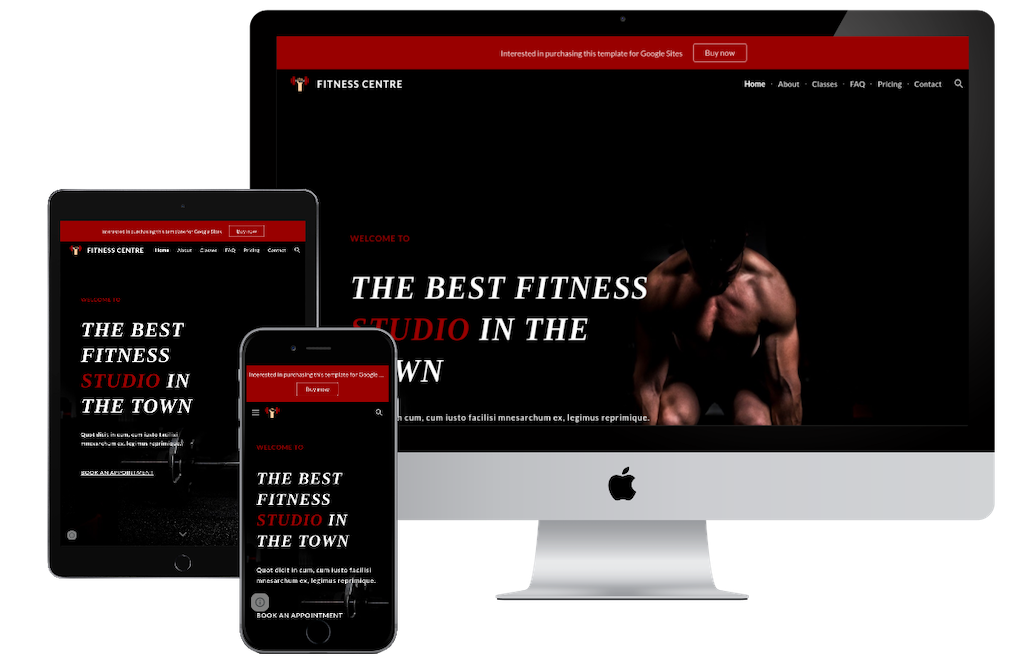 Interested in purchasing this template for Google Sites
Buy now
FITNESS CENTRE
Home · About · Classes · FAQ · Pricing · Contact
WELCOME TO
THE BEST FITNESS
STUDIO IN THE
WN
cum, cum iusto facilisi mnesarchum ex, legimus reprimique.
Interested in purchasing this template for Google Sites
Buy now
FITNESS CENTRE
Home About Classes FAQ Pricing Contact
WELCOME TO
THE BEST
FITNESS
STUDIO IN
THE TOWN
Quot dicit in cum, cum iusto facilisi
mnesarchum ex, legimus reprimique.
BOOK AN APPOINTMENT
Interested in purchasing this template for Google ...
Buy now
WELCOME TO
THE BEST
FITNESS
STUDIO IN
THE TOWN
Quot dicit in cum, cum iusto facilisi
mnesarchum ex, legimus reprimique.
BOOK AN APPOINTMENT